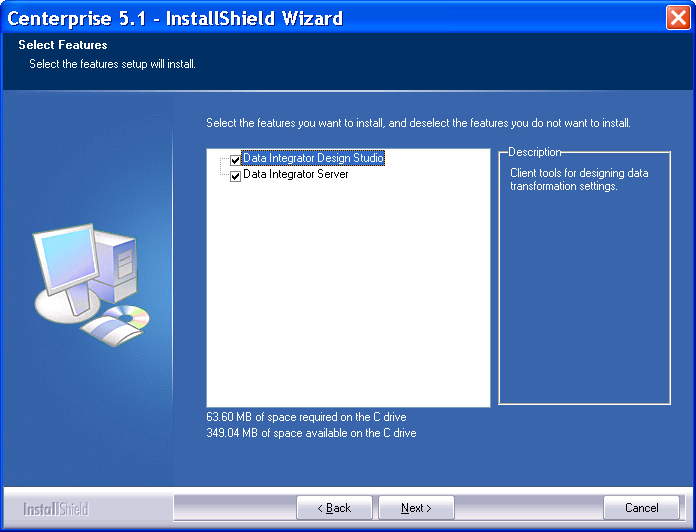 Centerprise 5.1 - InstallShield Wizard
Select Features
Select the features setup will install.
Select the features you want to install, and deselect the features you do not want to install.
Data Integrator Design Studio
Data Integrator Server
Description
Client tools for designing data
transformation settings.
63.60 MB of space required on the C drive
349.04 MB of space available on the C drive
InstallShield
< Back
Next >
Cancel